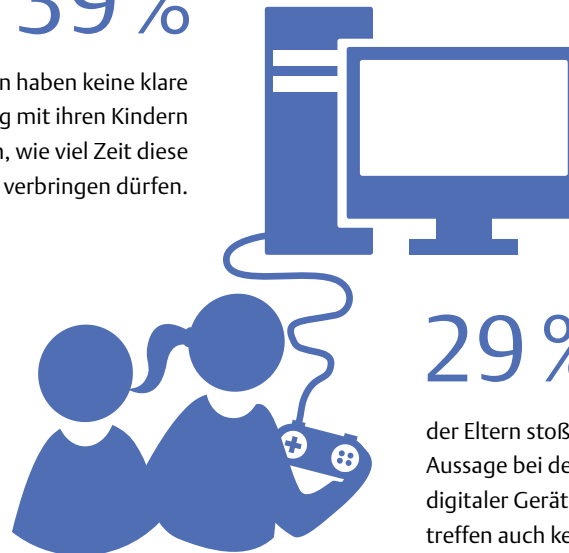 39 %
n haben keine klare
g mit ihren Kindern
n, wie viel Zeit diese
verbringen dürfen.
29 %
der Eltern stoß
Aussage bei de
digitaler Gerät
treffen auch ke